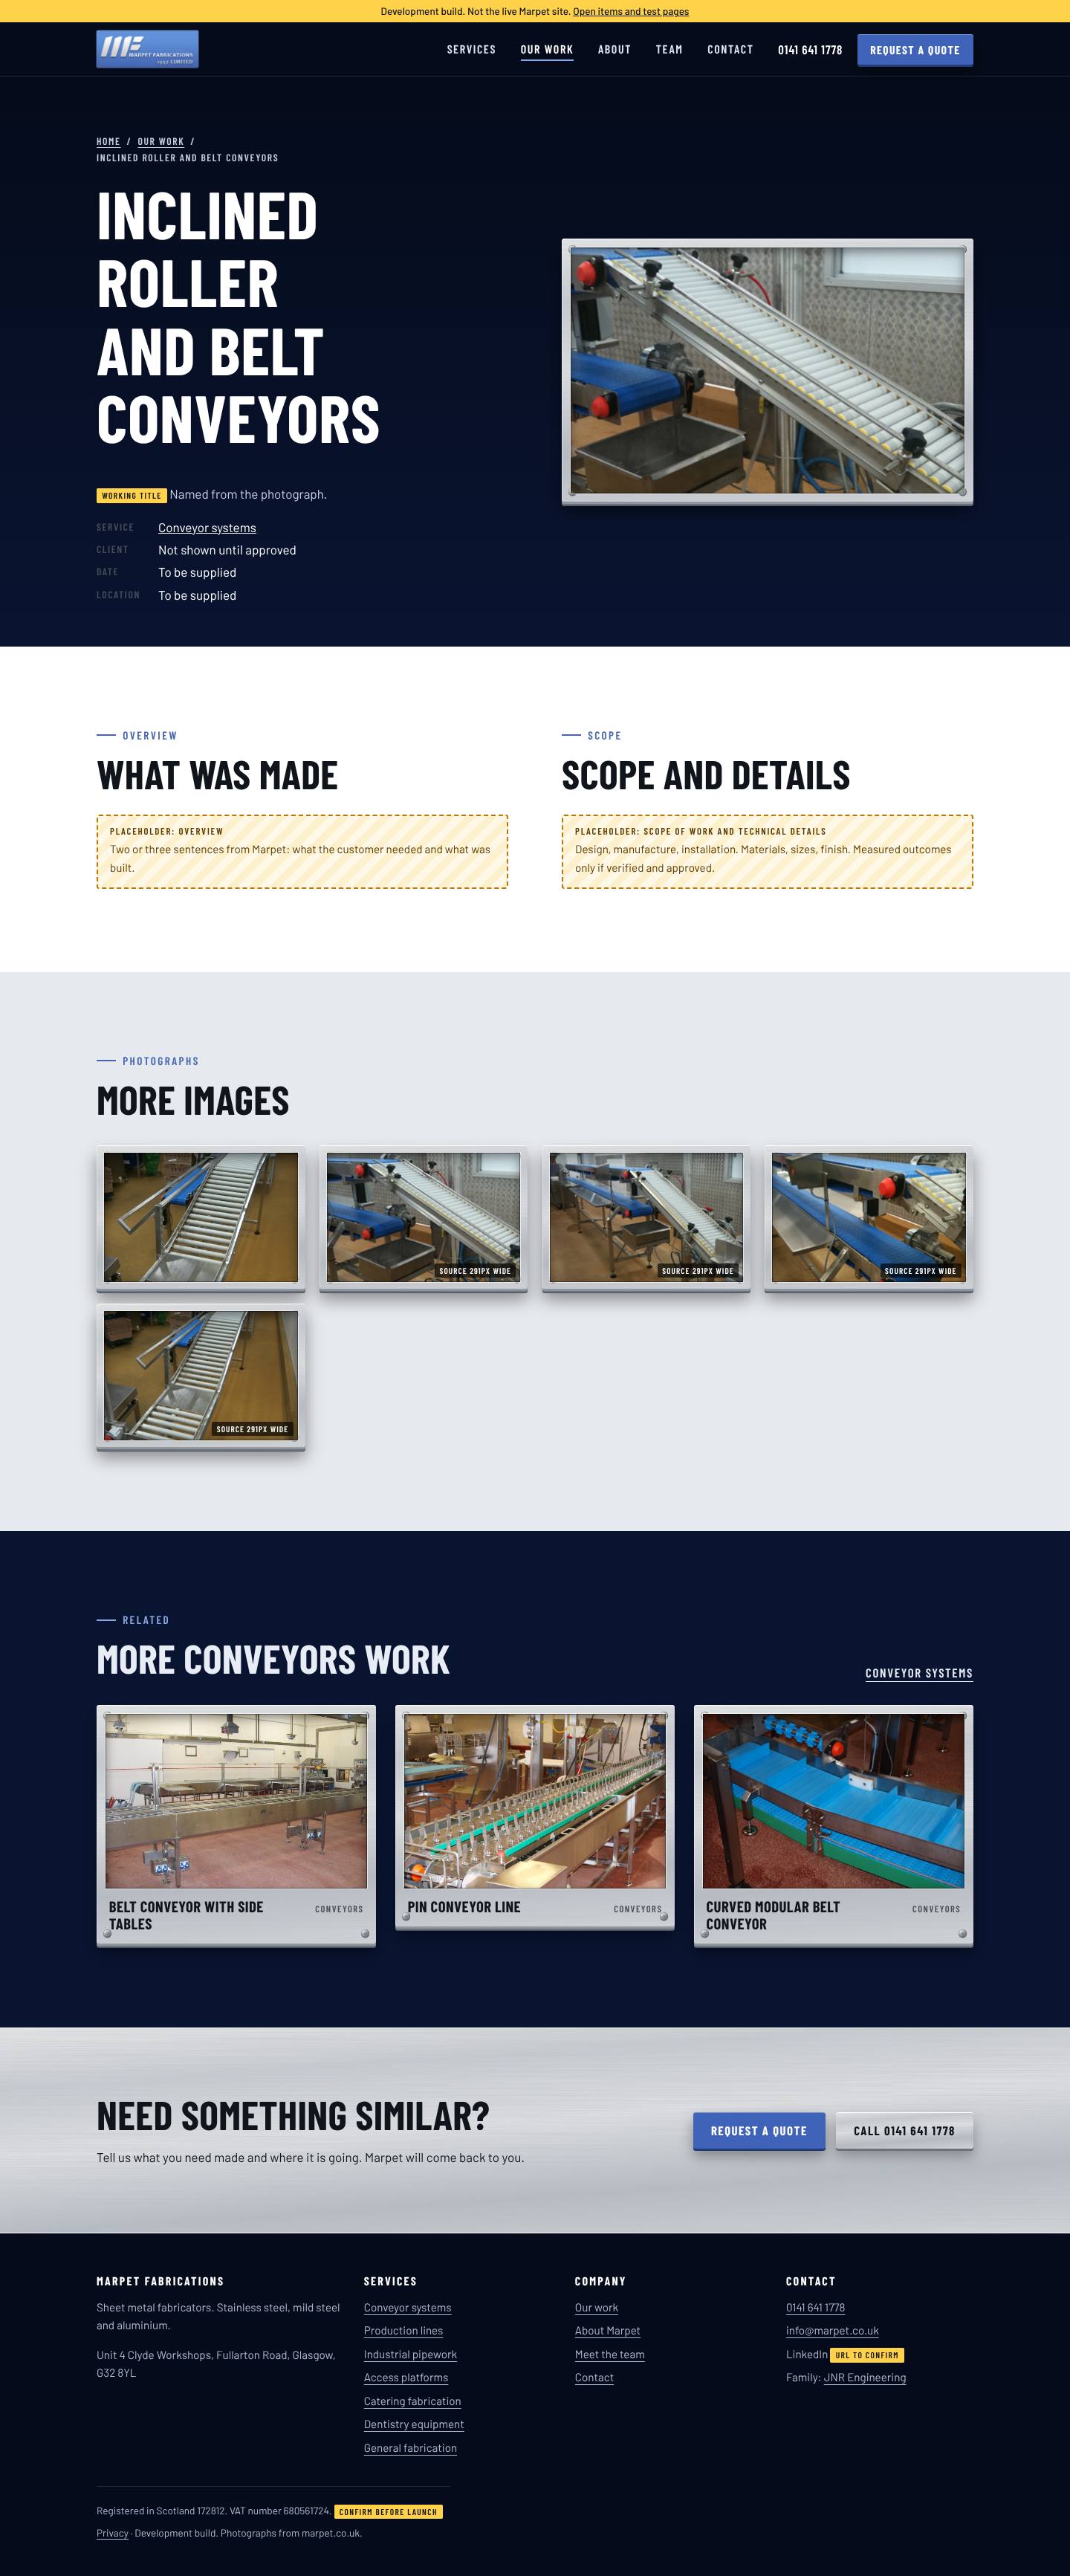 Development build. Not the live Marpet site. Open items and test pages
MARPET FABRICATIONS
1997 LIMITED
SERVICES
OUR WORK
ABOUT
TEAM
CONTACT
0141 641 1778
REQUEST A QUOTE
HOME / OUR WORK /
INCLINED ROLLER AND BELT CONVEYORS
INCLINED
ROLLER
AND BELT
CONVEYORS
WORKING TITLE Named from the photograph.
SERVICE Conveyor systems
CLIENT Not shown until approved
DATE To be supplied
LOCATION To be supplied
OVERVIEW
WHAT WAS MADE
PLACEHOLDER: OVERVIEW
Two or three sentences from Marpet: what the customer needed and what was
built.
SCOPE
SCOPE AND DETAILS
PLACEHOLDER: SCOPE OF WORK AND TECHNICAL DETAILS
Design, manufacture, installation. Materials, sizes, finish. Measured outcomes
only if verified and approved.
PHOTOGRAPHS
MORE IMAGES
SOURCE 291PX WIDE
SOURCE 291PX WIDE
SOURCE 291PX WIDE
SOURCE 291PX WIDE
RELATED
MORE CONVEYORS WORK
CONVEYOR SYSTEMS
BELT CONVEYOR WITH SIDE
TABLES
CONVEYORS
PIN CONVEYOR LINE
CONVEYORS
CURVED MODULAR BELT
CONVEYOR
CONVEYORS
NEED SOMETHING SIMILAR?
Tell us what you need made and where it is going. Marpet will come back to you.
REQUEST A QUOTE
CALL 0141 641 1778
MARPET FABRICATIONS
Sheet metal fabricators. Stainless steel, mild steel
and aluminium.
Unit 4 Clyde Workshops, Fullarton Road, Glasgow,
G32 8YL
SERVICES
Conveyor systems
Production lines
Industrial pipework
Access platforms
Catering fabrication
Dentistry equipment
General fabrication
COMPANY
Our work
About Marpet
Meet the team
Contact
CONTACT
0141 641 1778
info@marpet.co.uk
LinkedIn URL TO CONFIRM
Family: JNR Engineering
Registered in Scotland 172812. VAT number 680561724. CONFIRM BEFORE LAUNCH
Privacy · Development build. Photographs from marpet.co.uk.